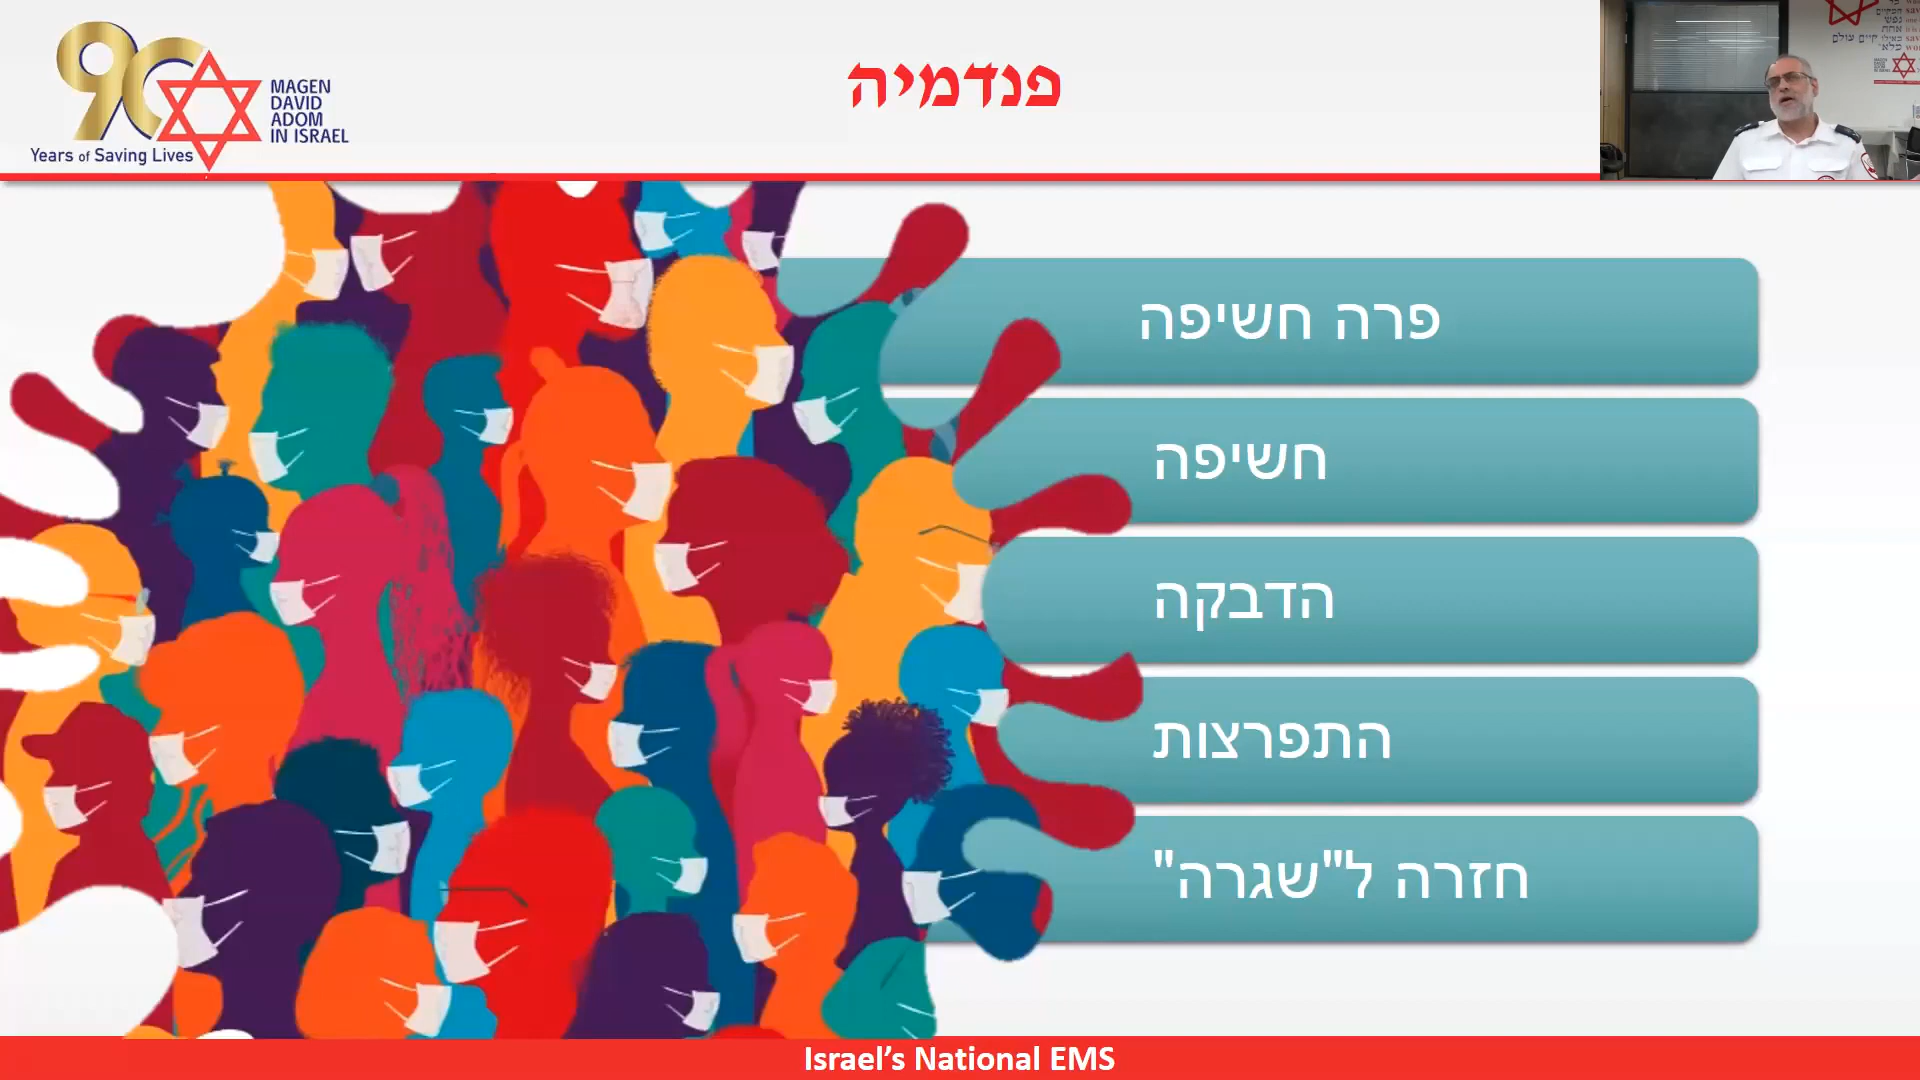 90
Years of Saving Lives
MAGEN
DAVID
ADOM
IN ISRAEL
פנדמיה
פרה חשיפה
חשיפה
הדבקה
התפרצות
חזרה ל"שגרה"
Israel's National EMS